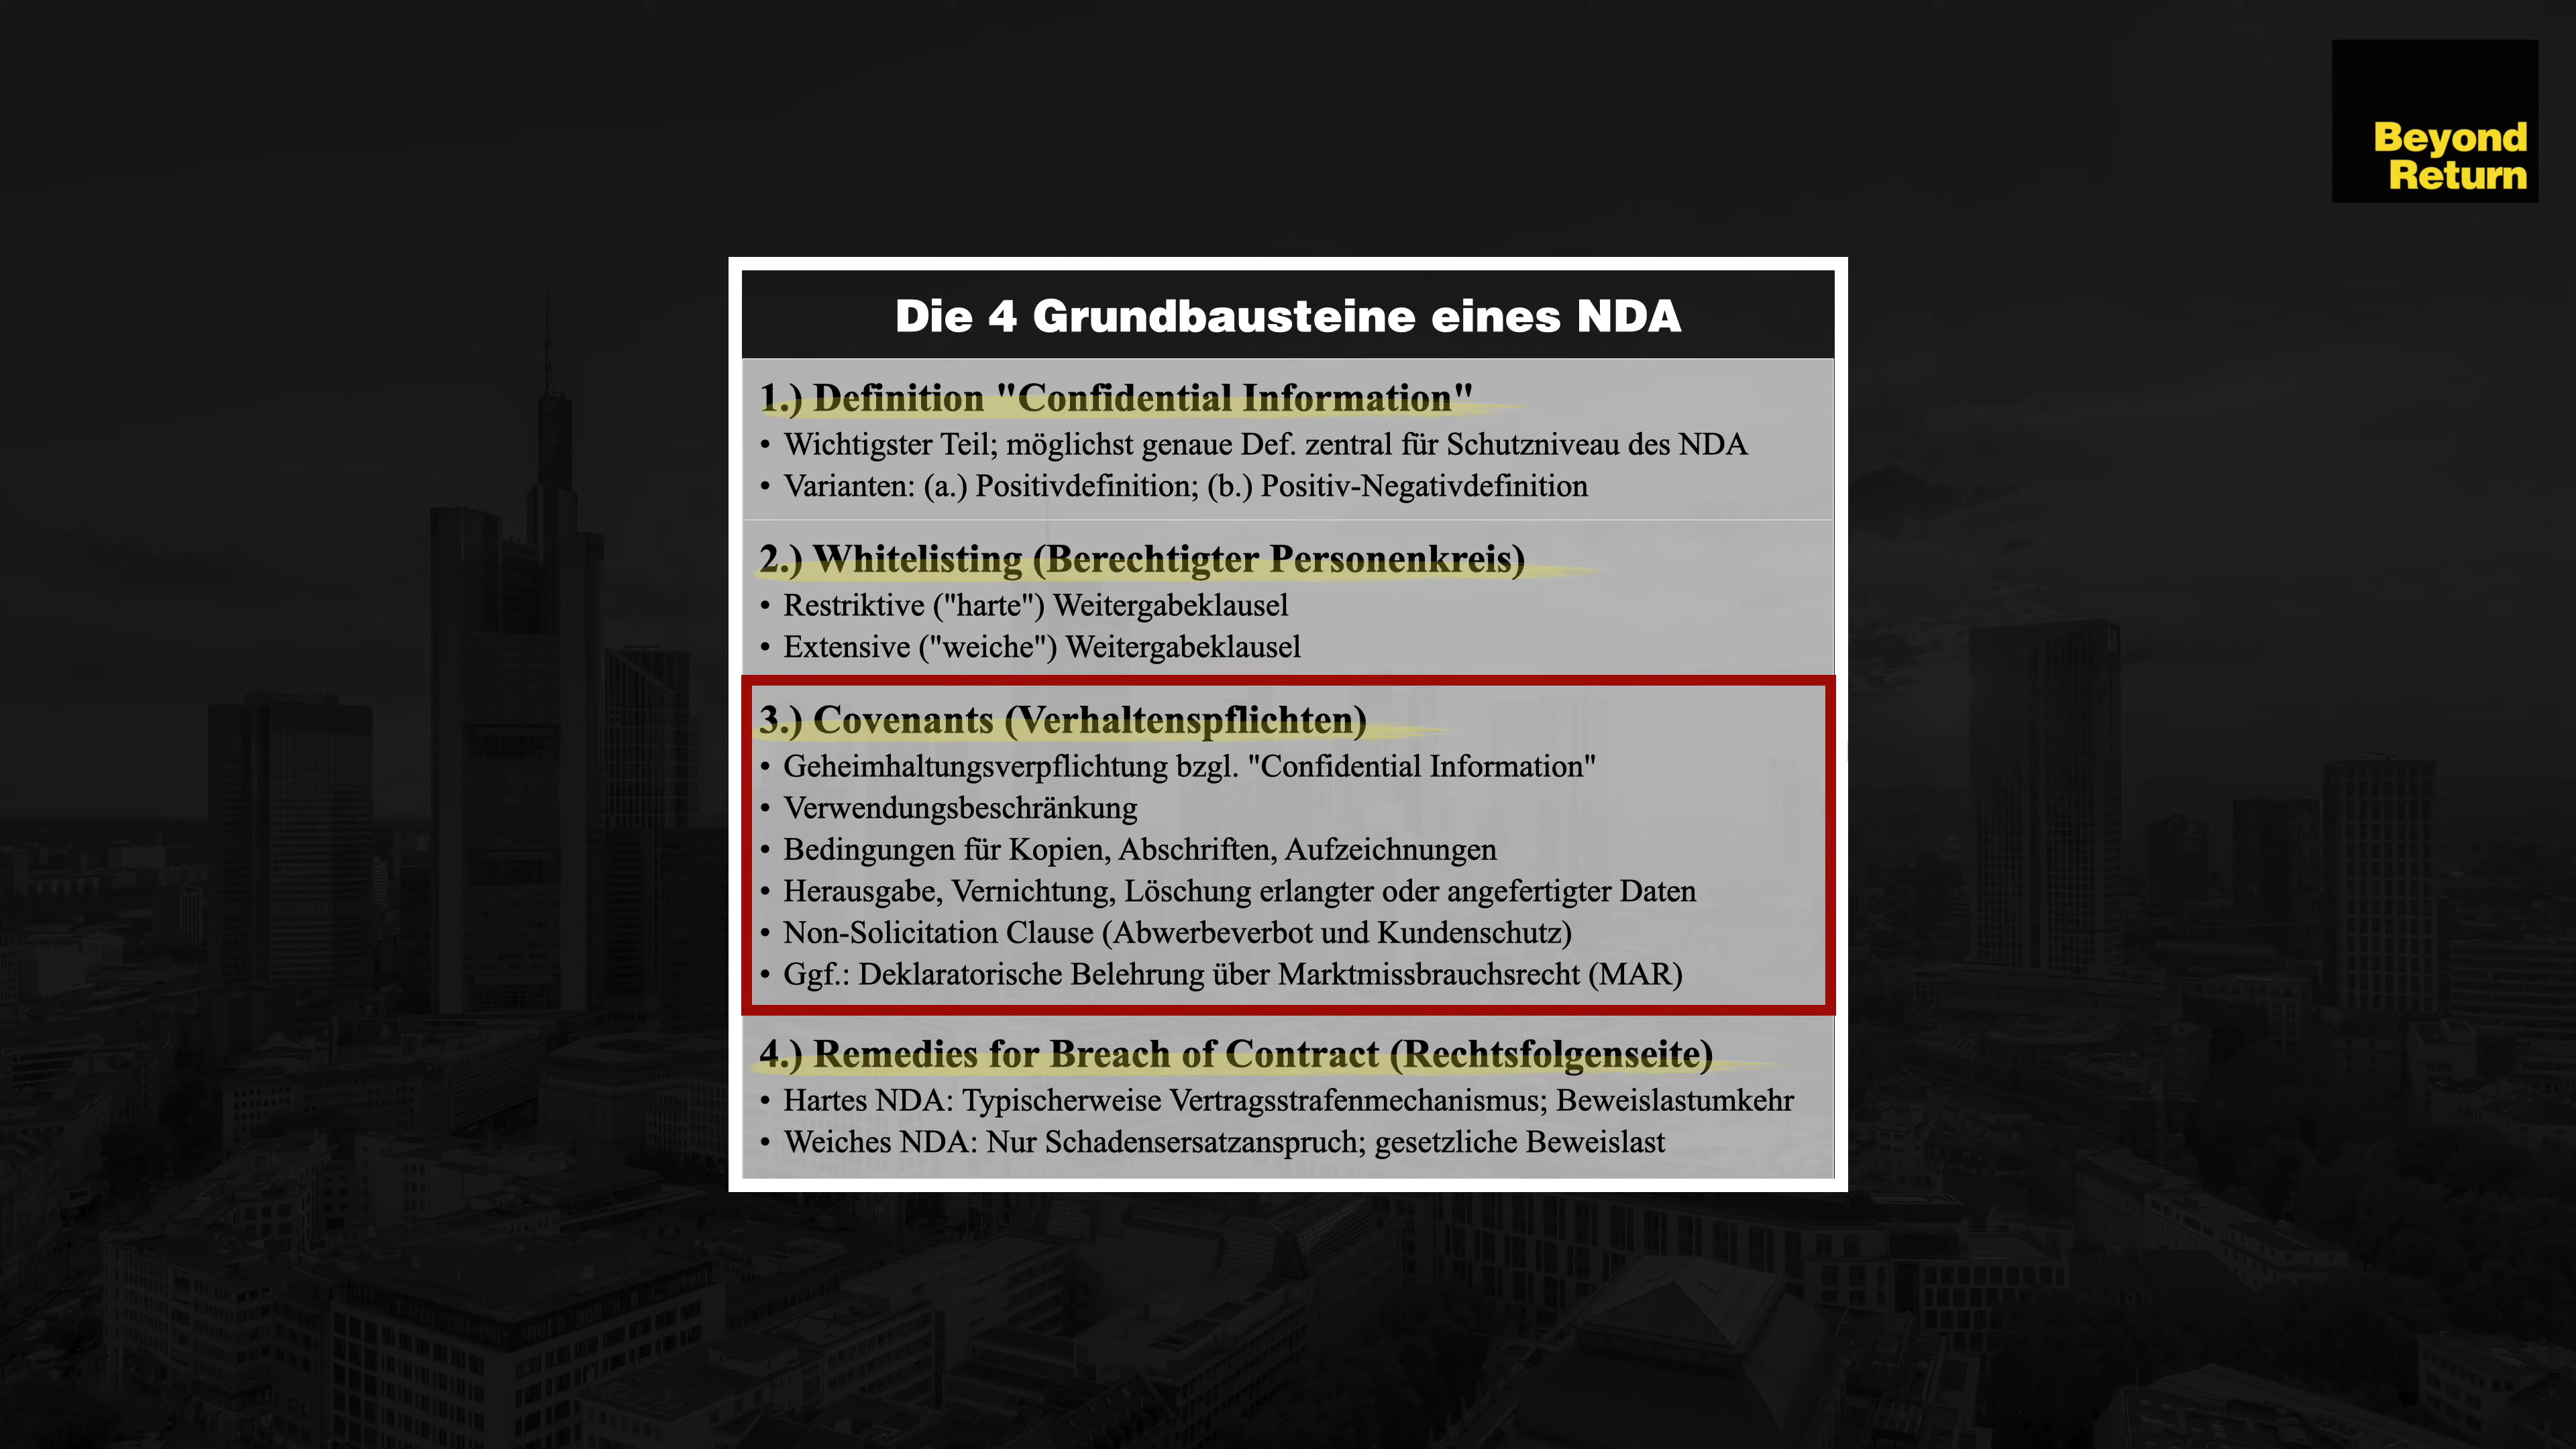 Beyond
Return
Die 4 Grundbausteine eines NDA
1.) Definition "Confidential Information"
• Wichtigster Teil; möglichst genaue Def. zentral für Schutzniveau des NDA
• Varianten: (a.) Positivdefinition; (b.) Positiv-Negativdefinition
2.) Whitelisting (Berechtigter Personenkreis)
• Restriktive ("harte") Weitergabeklausel
• Extensive ("weiche") Weitergabeklausel
3.) Covenants (Verhaltenspflichten)
• Geheimhaltungsverpflichtung bzgl. "Confidential Information"
• Verwendungsbeschränkung
• Bedingungen für Kopien, Abschriften, Aufzeichnungen
• Herausgabe, Vernichtung, Löschung erlangter oder angefertigter Daten
• Non-Solicitation Clause (Abwerbeverbot und Kundenschutz)
• Ggf.: Deklaratorische Belehrung über Marktmissbrauchsrecht (MAR)
4.) Remedies for Breach of Contract (Rechtsfolgenseite)
• Hartes NDA: Typischerweise Vertragsstrafenmechanismus; Beweislastumkehr
• Weiches NDA: Nur Schadensersatzanspruch; gesetzliche Beweislast